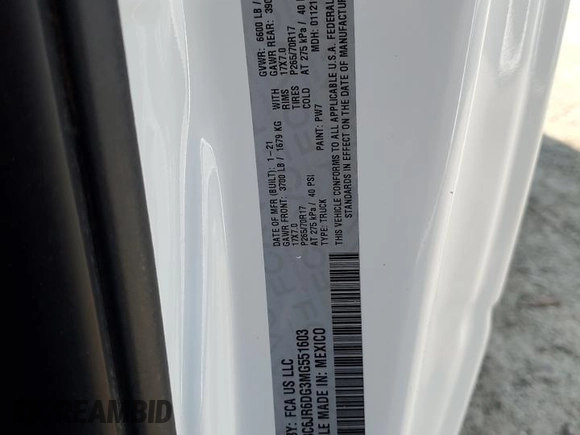 BY: FCA US LLC
DATE OF MFR (BUILT): 1-21
GVWR: 6600 LB /
GAWR FRONT: 3700 LB / 1679 KG WITH
GAWR REAR: 390
17X7.0 RIMS 17X7.0
P265/70R17 TIRES P265/70R17
AT 275 kPa / 40 PSI COLD AT 275 kPa / 40
TYPE: TRUCK PAINT: PW7 MDH: 01121
THIS VEHICLE CONFORMS TO ALL APPLICABLE U.S.A. FEDERAL
STANDARDS IN EFFECT ON THE DATE OF MANUFACTURE
C6JR6DG3MG551603
LE MADE IN: MEXICO
REAMBID